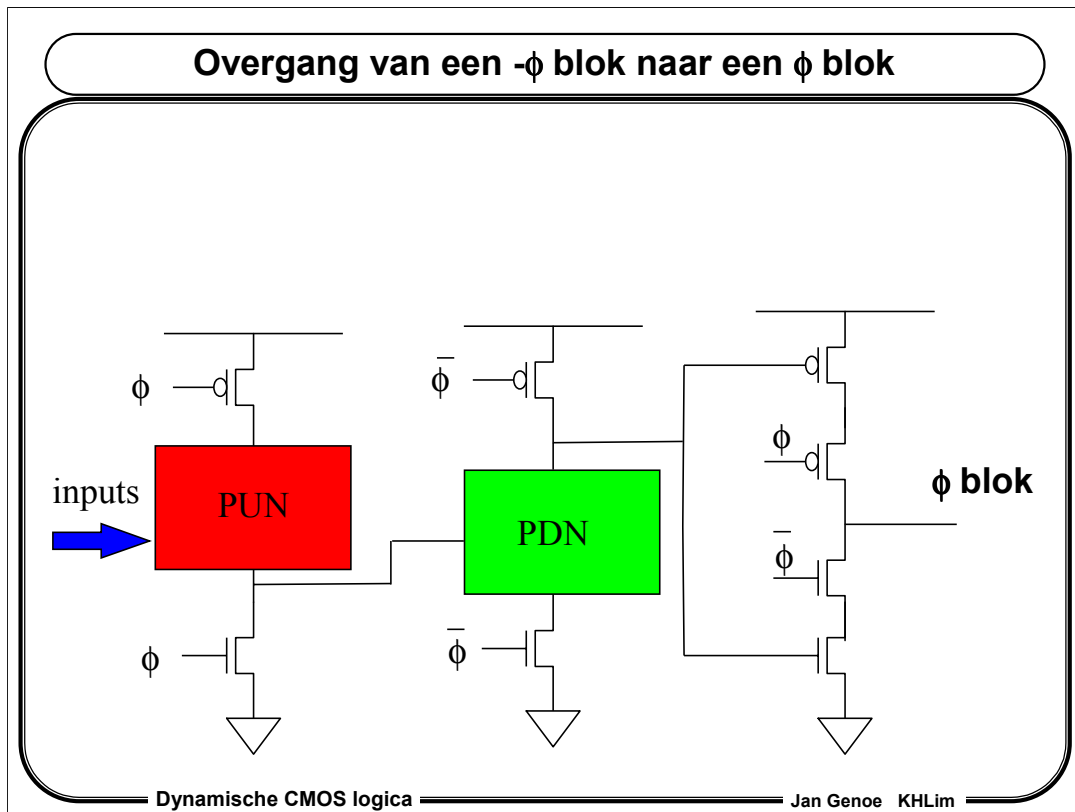 Overgang van een -ϕ blok naar een ϕ blok
ϕ
ϕ̅
ϕ
inputs
PUN
PDN
ϕ blok
ϕ̅
ϕ
ϕ̅
Dynamische CMOS logica
Jan Genoe KHLim